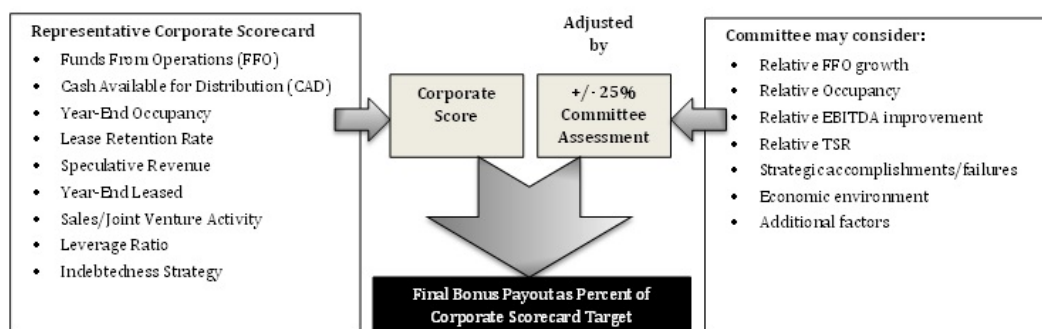 Representative Corporate Scorecard
• Funds From Operations (FFO)
• Cash Available for Distribution (CAD)
• Year-End Occupancy
• Lease Retention Rate
• Speculative Revenue
• Year-End Leased
• Sales/Joint Venture Activity
• Leverage Ratio
• Indebtedness Strategy
Corporate
Score
Adjusted
by
+/- 25%
Committee
Assessment
Committee may consider:
• Relative FFO growth
• Relative Occupancy
• Relative EBITDA improvement
• Relative TSR
• Strategic accomplishments/failures
• Economic environment
• Additional factors
Final Bonus Payout as Percent of
Corporate Scorecard Target